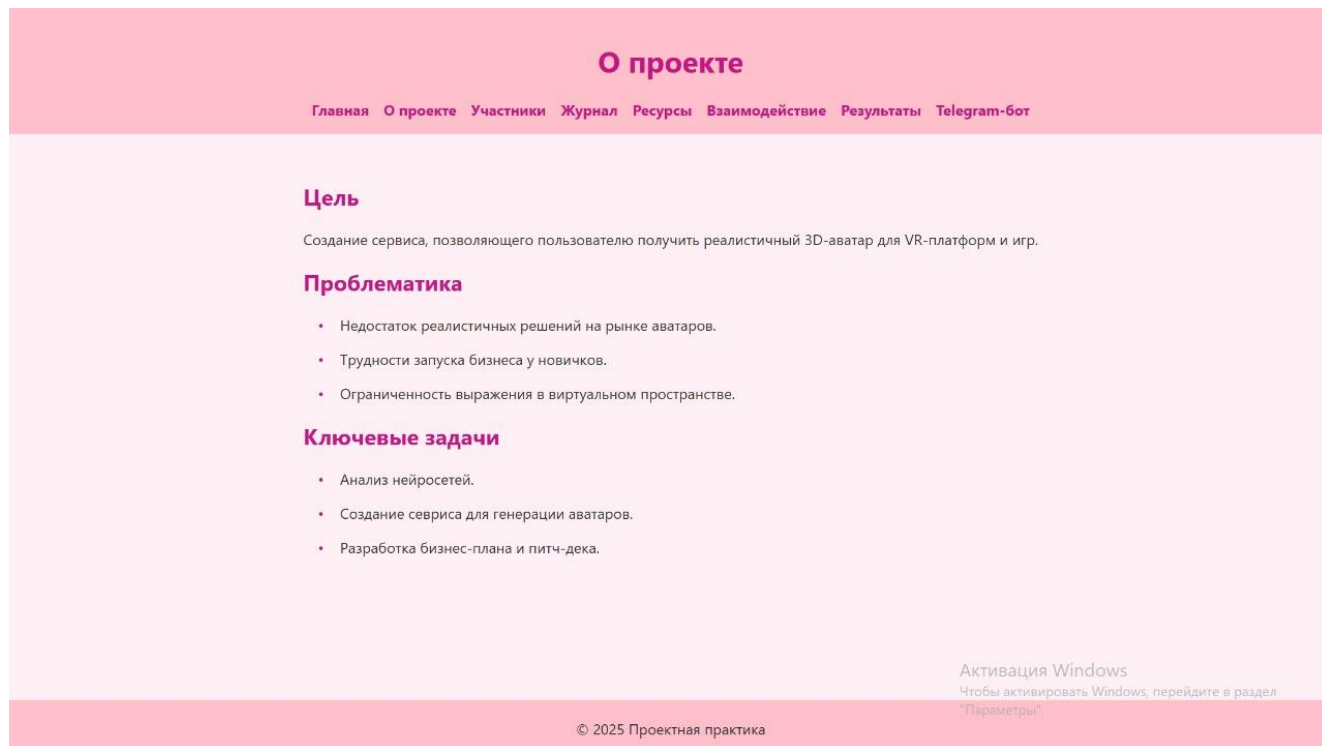 О проекте
Главная О проекте Участники Журнал Ресурсы Взаимодействие Результаты Telegram-бот
Цель
Создание сервиса, позволяющего пользователю получить реалистичный 3D-аватар для VR-платформ и игр.
Проблематика
• Недостаток реалистичных решений на рынке аватаров.
• Трудности запуска бизнеса у новичков.
• Ограниченность выражения в виртуальном пространстве.
Ключевые задачи
• Анализ нейросетей.
• Создание севриса для генерации аватаров.
• Разработка бизнес-плана и питч-дека.
Активация Windows
Чтобы активировать Windows, перейдите в раздел
"Параметры".
© 2025 Проектная практика